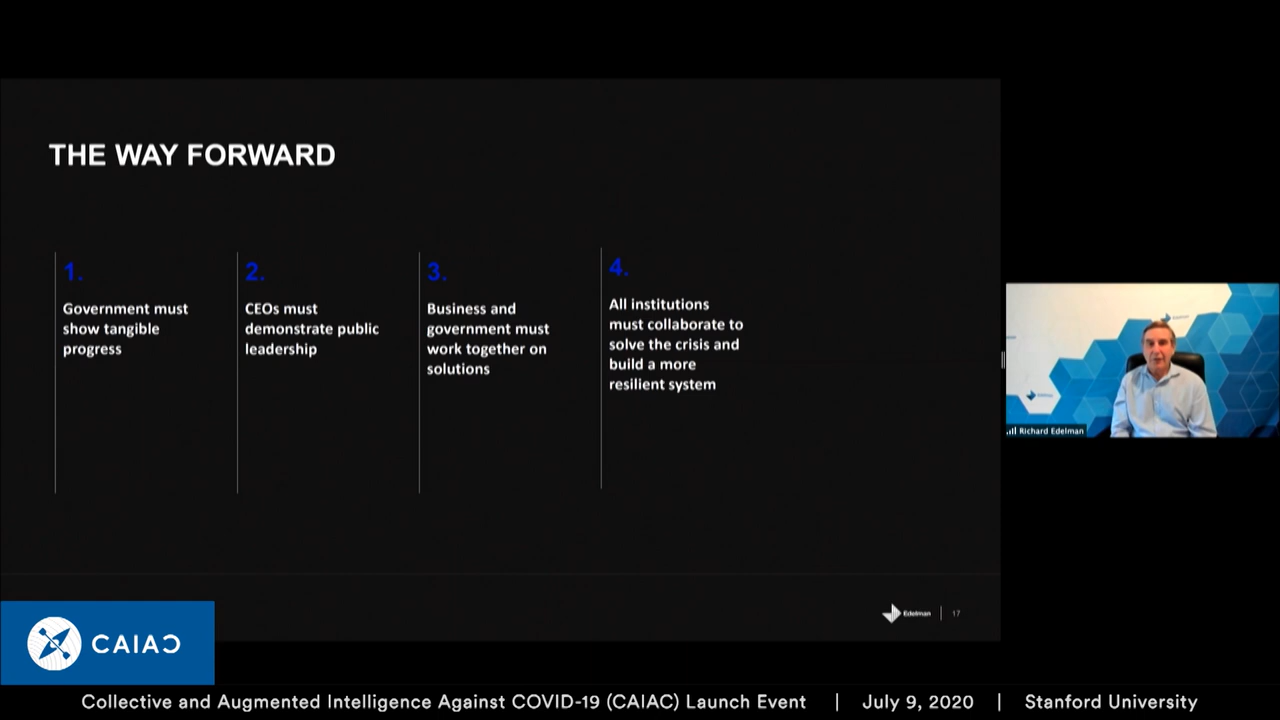 THE WAY FORWARD
1.
Government must
show tangible
progress
2.
CEOs must
demonstrate public
leadership
3.
Business and
government must
work together on
solutions
4.
All institutions
must collaborate to
solve the crisis and
build a more
resilient system
Edelman
Edelman
Richard Edelman
Edelman | 17
CAIAC
Collective and Augmented Intelligence Against COVID-19 (CAIAC) Launch Event | July 9, 2020 | Stanford University